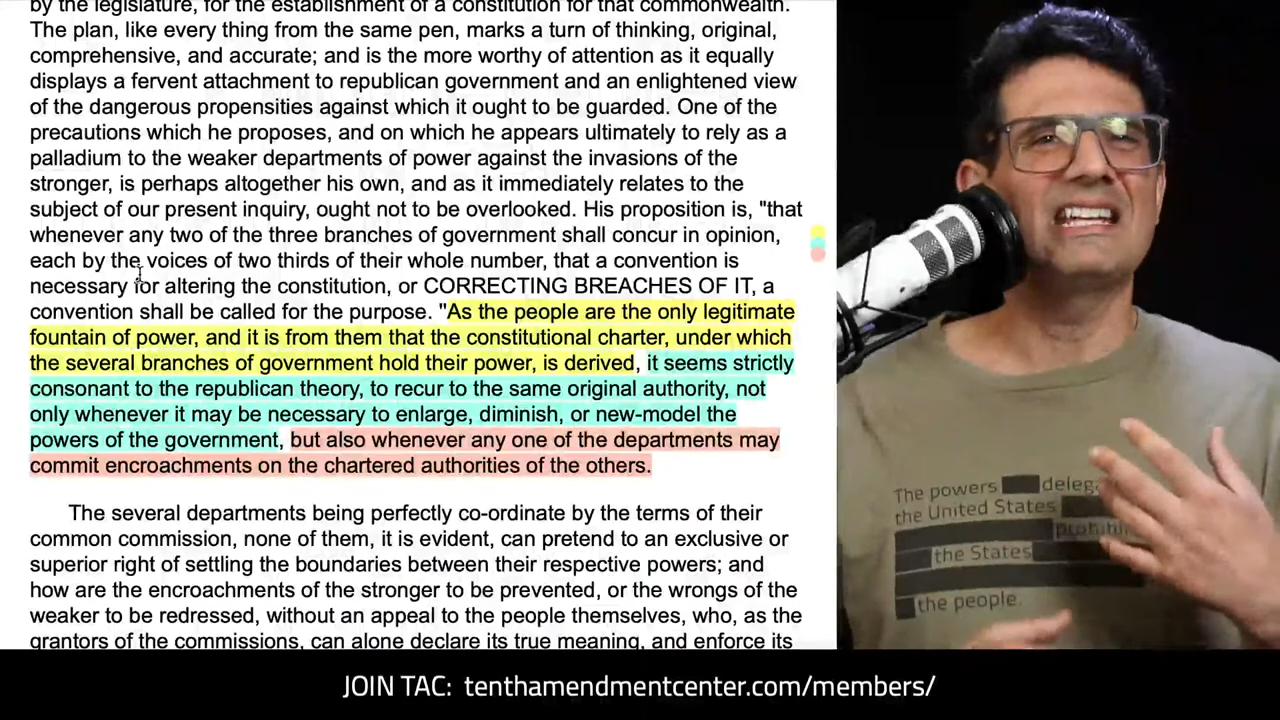 by the legislature, for the establishment of a constitution for that commonwealth.
The plan, like every thing from the same pen, marks a turn of thinking, original,
comprehensive, and accurate; and is the more worthy of attention as it equally
displays a fervent attachment to republican government and an enlightened view
of the dangerous propensities against which it ought to be guarded. One of the
precautions which he proposes, and on which he appears ultimately to rely as a
palladium to the weaker departments of power against the invasions of the
stronger, is perhaps altogether his own, and as it immediately relates to the
subject of our present inquiry, ought not to be overlooked. His proposition is, "that
whenever any two of the three branches of government shall concur in opinion,
each by the voices of two thirds of their whole number, that a convention is
necessary for altering the constitution, or CORRECTING BREACHES OF IT, a
convention shall be called for the purpose. "As the people are the only legitimate
fountain of power, and it is from them that the constitutional charter, under which
the several branches of government hold their power, is derived, it seems strictly
consonant to the republican theory, to recur to the same original authority, not
only whenever it may be necessary to enlarge, diminish, or new-model the
powers of the government, but also whenever any one of the departments may
commit encroachments on the chartered authorities of the others.
The several departments being perfectly co-ordinate by the terms of their
common commission, none of them, it is evident, can pretend to an exclusive or
superior right of settling the boundaries between their respective powers; and
how are the encroachments of the stronger to be prevented, or the wrongs of the
weaker to be redressed, without an appeal to the people themselves, who, as the
grantors of the commissions, can alone declare its true meaning, and enforce its
The powers delega
the United States
prohibi
the States
the people.
JOIN TAC: tenthamendmentcenter.com/members/